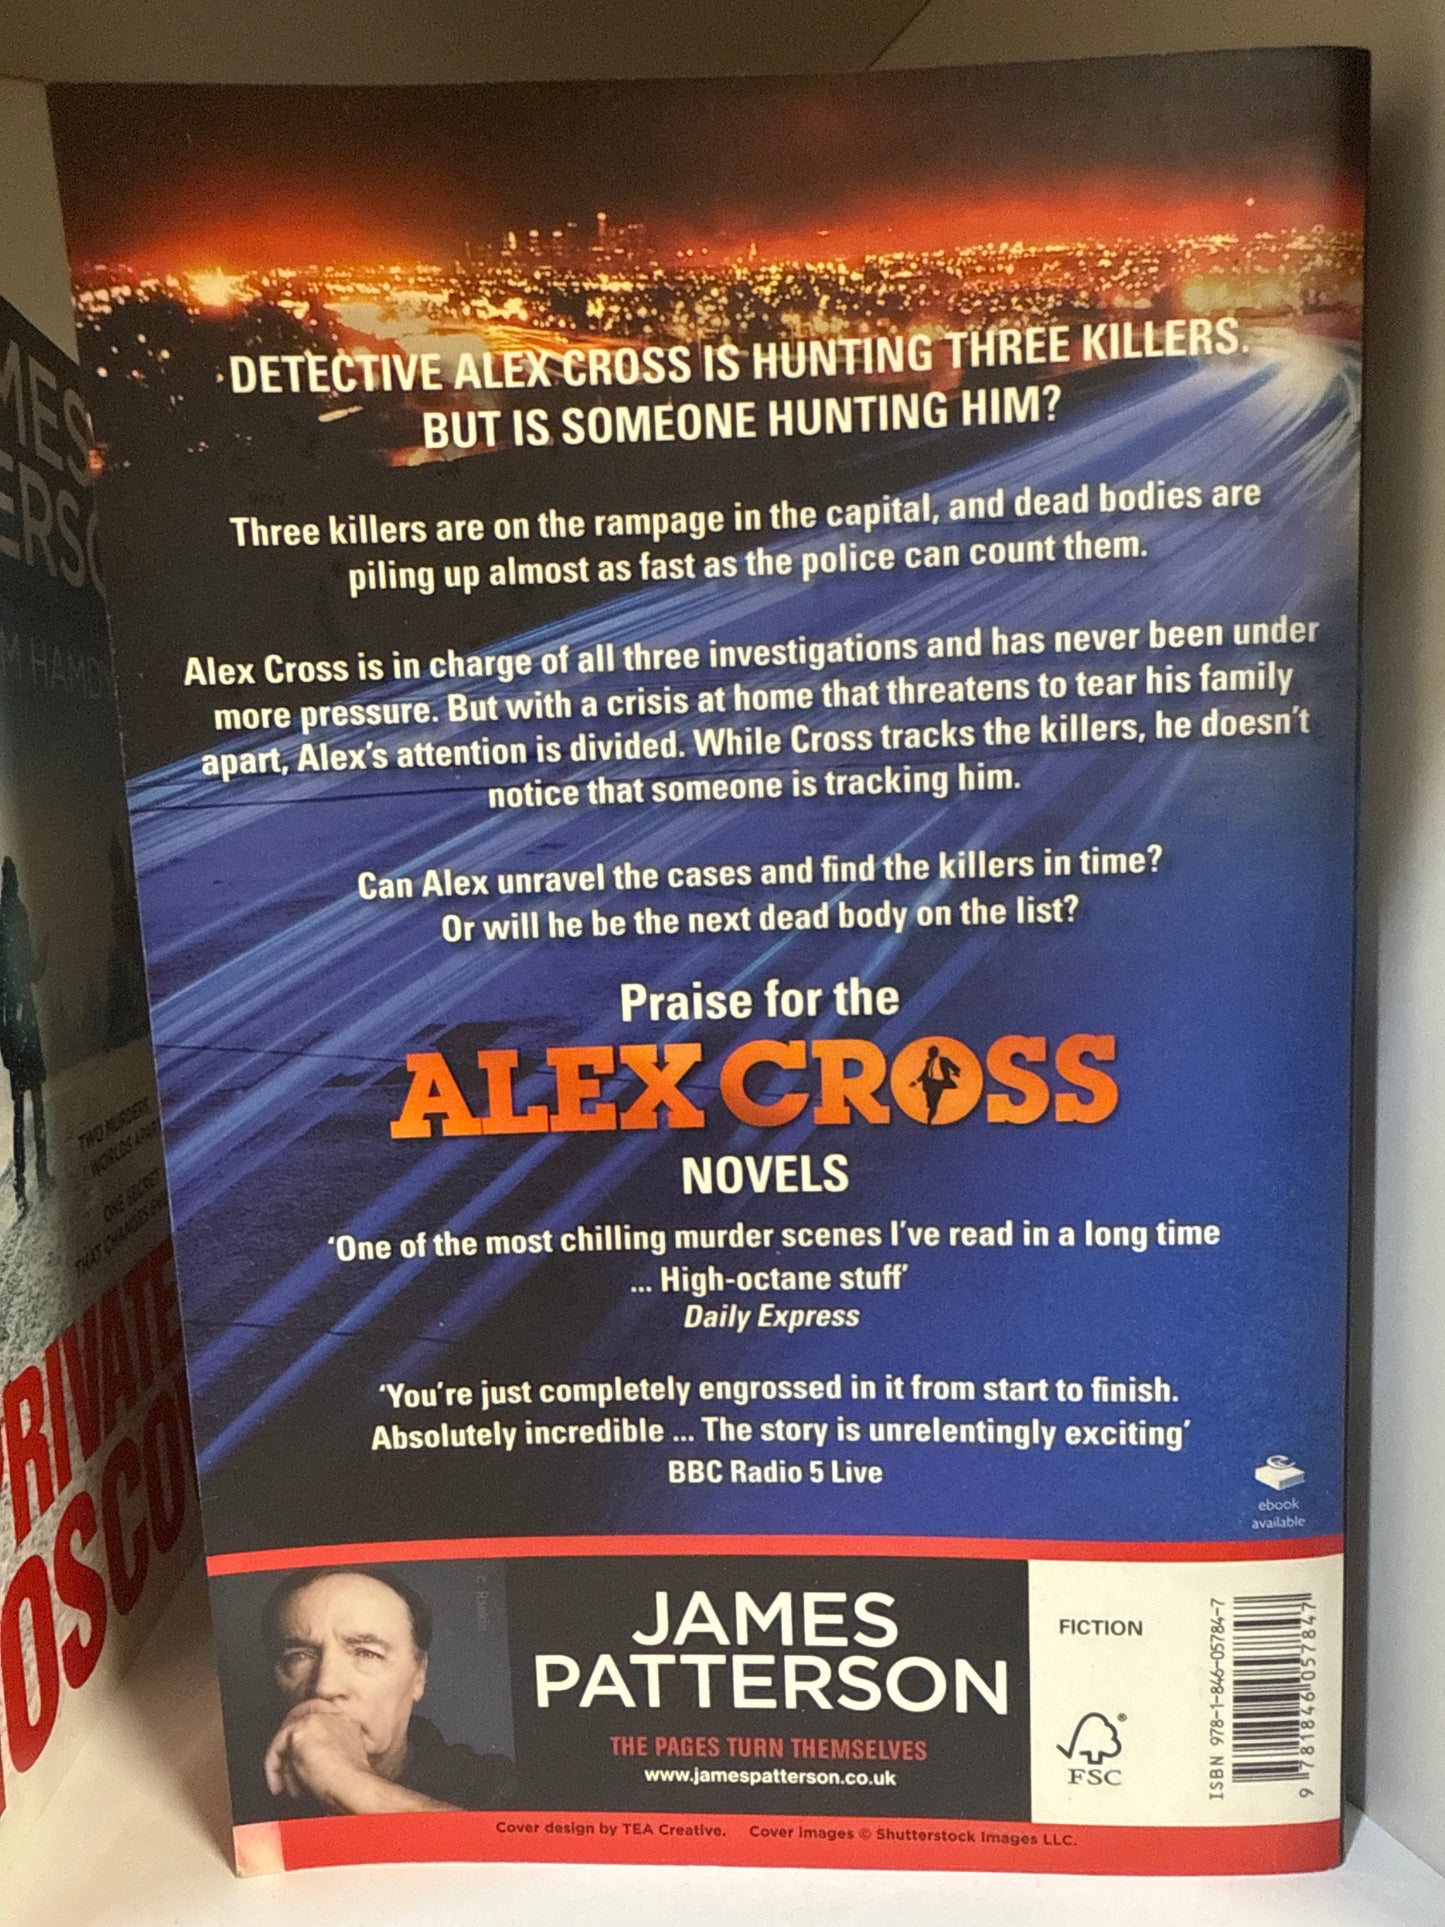 DETECTIVE ALEX CROSS IS HUNTING THREE KILLERS.
BUT IS SOMEONE HUNTING HIM?
Three killers are on the rampage in the capital, and dead bodies are
piling up almost as fast as the police can count them.
Alex Cross is in charge of all three investigations and has never been under
more pressure. But with a crisis at home that threatens to tear his family
apart, Alex's attention is divided. While Cross tracks the killers, he doesn't
notice that someone is tracking him.
Can Alex unravel the cases and find the killers in time?
Or will he be the next dead body on the list?
Praise for the
ALEX CROSS
NOVELS
‘One of the most chilling murder scenes I’ve read in a long time
... High-octane stuff’
Daily Express
‘You’re just completely engrossed in it from start to finish.
Absolutely incredible ... The story is unrelentingly exciting’
BBC Radio 5 Live
ebook
available
JAMES
PATTERSON
THE PAGES TURN THEMSELVES
www.jamespatterson.co.uk
FICTION
FSC®
ISBN 978-1-846-05784-7
9 781846 057847
Cover design by TEA Creative. Cover images © Shutterstock Images LLC.
TWO MURDERS,
WORLDS APART
ONE SECRET
THAT CHANGES
PRIVATE